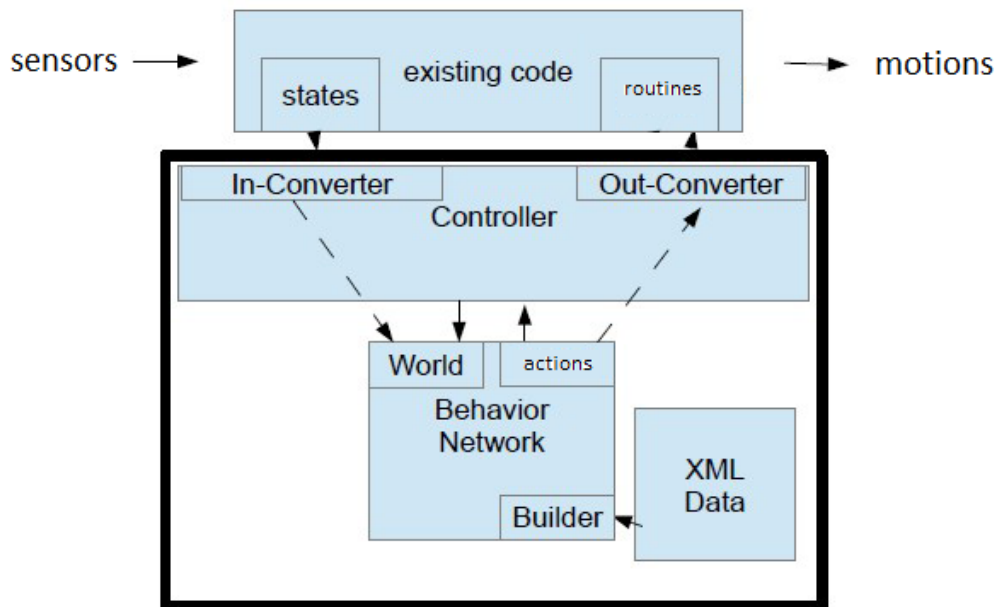 sensors
existing code
motions
states
routines
In-Converter
Out-Converter
Controller
World
actions
Behavior
Network
XML
Data
Builder